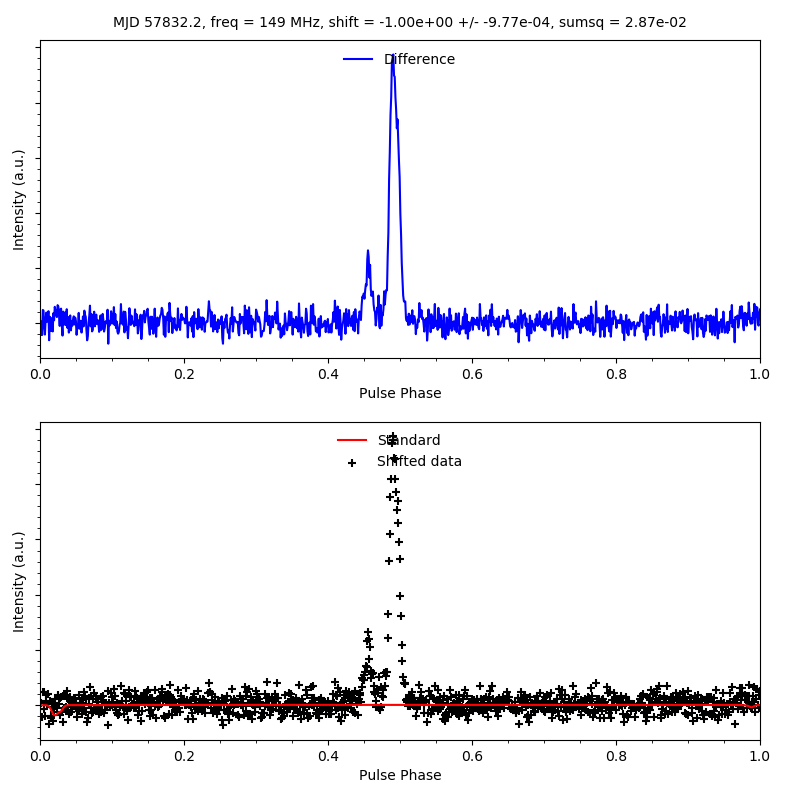 MJD 57832.2, freq = 149 MHz, shift = -1.00e+00 +/- -9.77e-04, sumsq = 2.87e-02
Difference
Intensity (a.u.)
0.0 0.2 0.4 0.6 0.8 1.0
Pulse Phase
Standard
Shifted data
Intensity (a.u.)
0.0 0.2 0.4 0.6 0.8 1.0
Pulse Phase